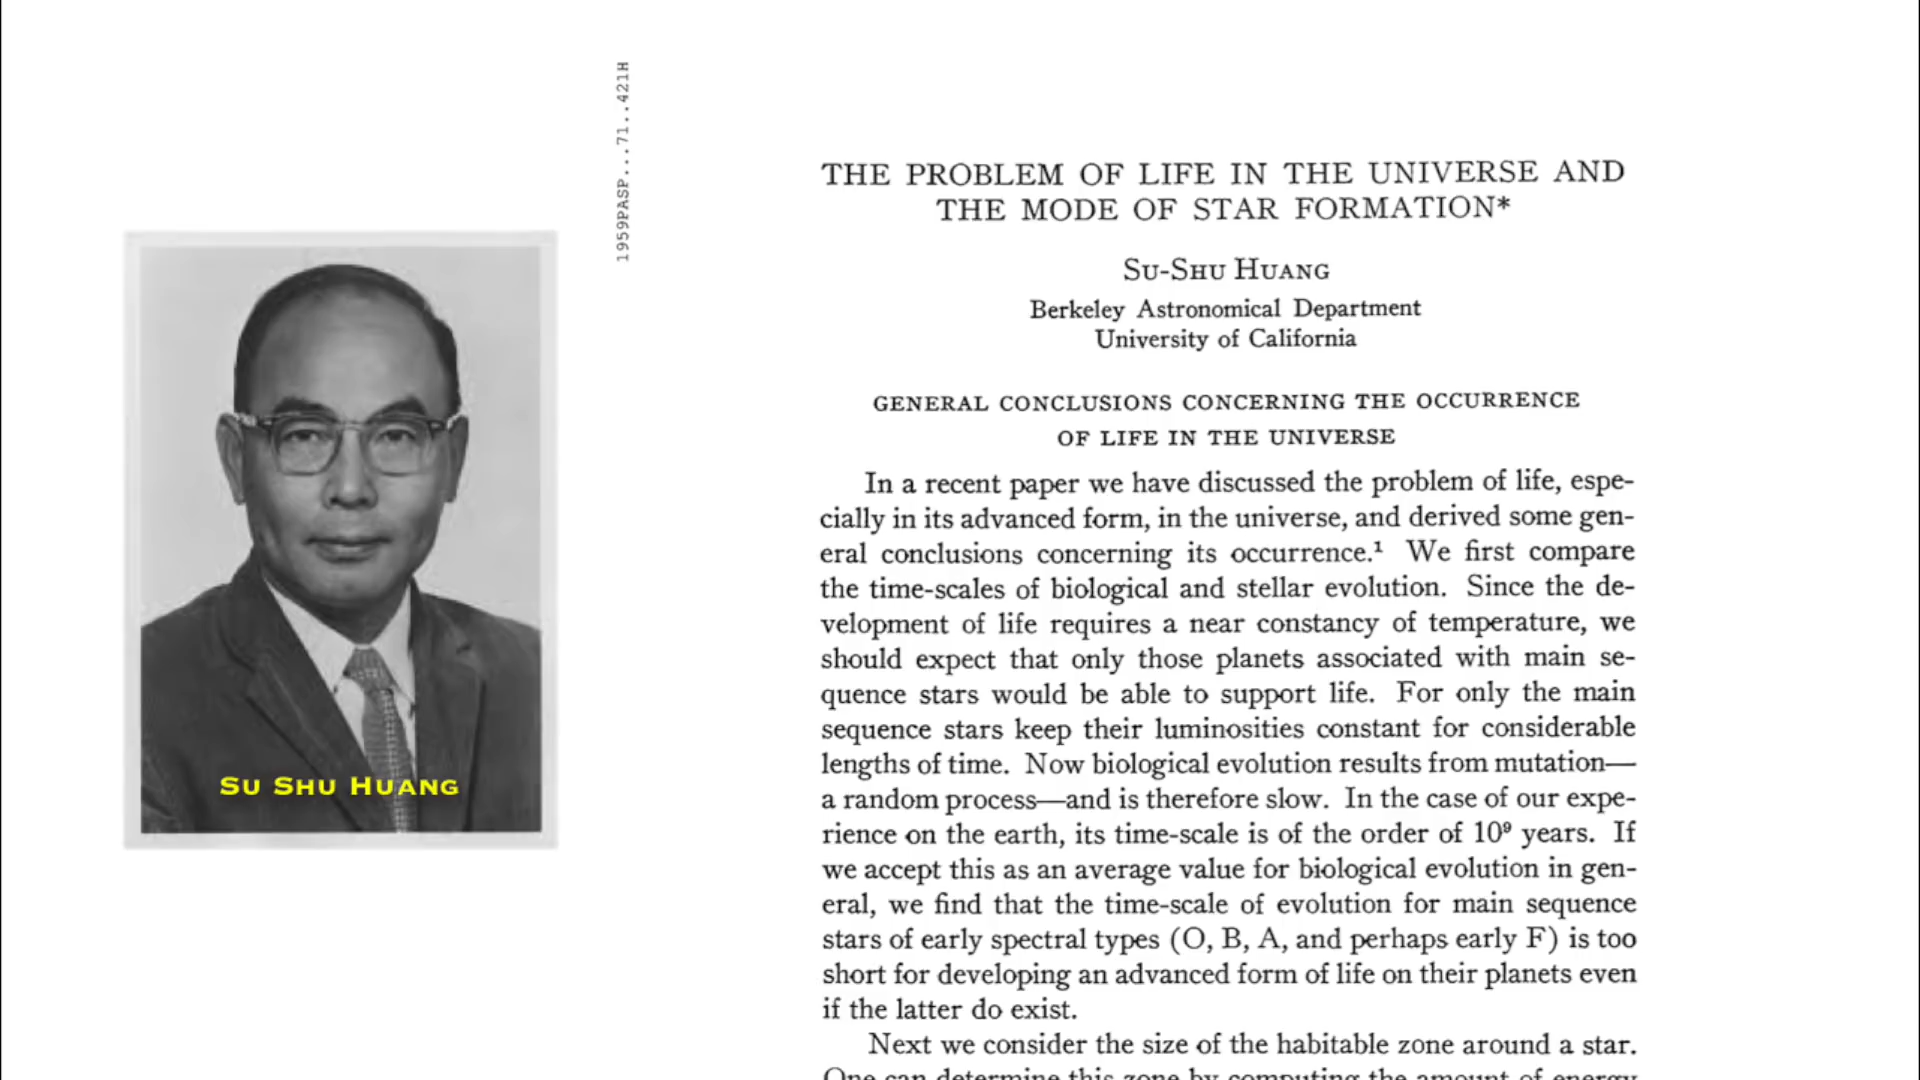 1959PASP...71..421H
THE PROBLEM OF LIFE IN THE UNIVERSE AND
THE MODE OF STAR FORMATION*
SU-SHU HUANG
Berkeley Astronomical Department
University of California
GENERAL CONCLUSIONS CONCERNING THE OCCURRENCE
OF LIFE IN THE UNIVERSE
In a recent paper we have discussed the problem of life, espe-
cially in its advanced form, in the universe, and derived some gen-
eral conclusions concerning its occurrence.¹ We first compare
the time-scales of biological and stellar evolution. Since the de-
velopment of life requires a near constancy of temperature, we
should expect that only those planets associated with main se-
quence stars would be able to support life. For only the main
sequence stars keep their luminosities constant for considerable
lengths of time. Now biological evolution results from mutation—
a random process—and is therefore slow. In the case of our expe-
rience on the earth, its time-scale is of the order of 10⁹ years. If
we accept this as an average value for biological evolution in gen-
eral, we find that the time-scale of evolution for main sequence
stars of early spectral types (O, B, A, and perhaps early F) is too
short for developing an advanced form of life on their planets even
if the latter do exist.
Next we consider the size of the habitable zone around a star.
One can determine this zone by computing the amount of energy
SU SHU HUANG